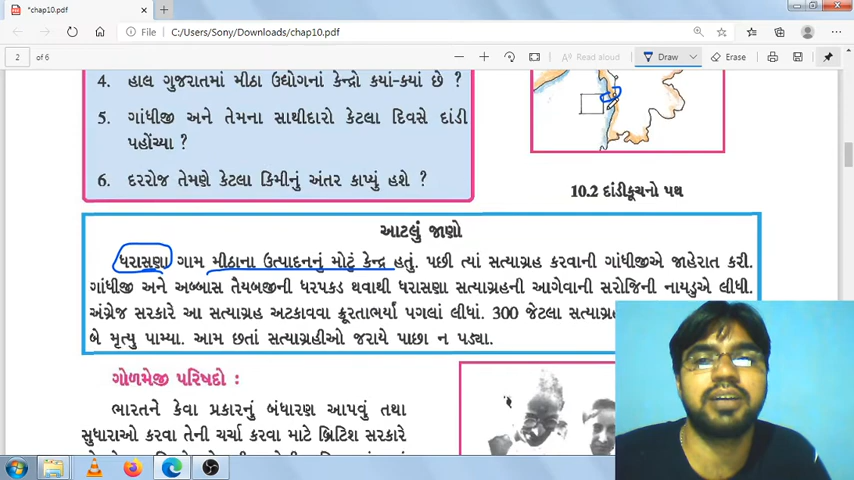 *chap10.pdf
File
C:/Users/Sony/Downloads/chap10.pdf
2 of 6
Read aloud
Draw
Erase
4. હાલ ગુજરાતમાં મીઠા ઉદ્યોગનાં કેન્દ્રો ક્યાં-ક્યાં છે ?
5. ગાંધીજી અને તેમના સાથીદારો કેટલા દિવસે દાંડી
પહોંચ્યા ?
6. દરરોજ તેમણે કેટલા કિમીનું અંતર કાપ્યું હશે ?
10.2 દાંડીકૂચનો પથ
આટલું જાણો
ધરાસણા ગામ મીઠાના ઉત્પાદનનું મોટું કેન્દ્ર હતું. પછી ત્યાં સત્યાગ્રહ કરવાની ગાંધીજીએ જાહેરાત કરી.
ગાંધીજી અને અબ્બાસ તૈયબજીની ધરપકડ થવાથી ધરાસણા સત્યાગ્રહની આગેવાની સરોજિની નાયડુએ લીધી.
અંગ્રેજ સરકારે આ સત્યાગ્રહ અટકાવવા ક્રૂરતાભર્યાં પગલાં લીધાં. 300 જેટલા
બે મૃત્યુ પામ્યા. આમ છતાં સત્યાગ્રહીઓ જરાયે પાછા ન પડ્યા.
ગોળમેજી પરિષદો :
ભારતને કેવા પ્રકારનું બંધારણ આપવું તથા
સુધારાઓ કરવા તેની ચર્ચા કરવા માટે બ્રિટિશ સરકારે